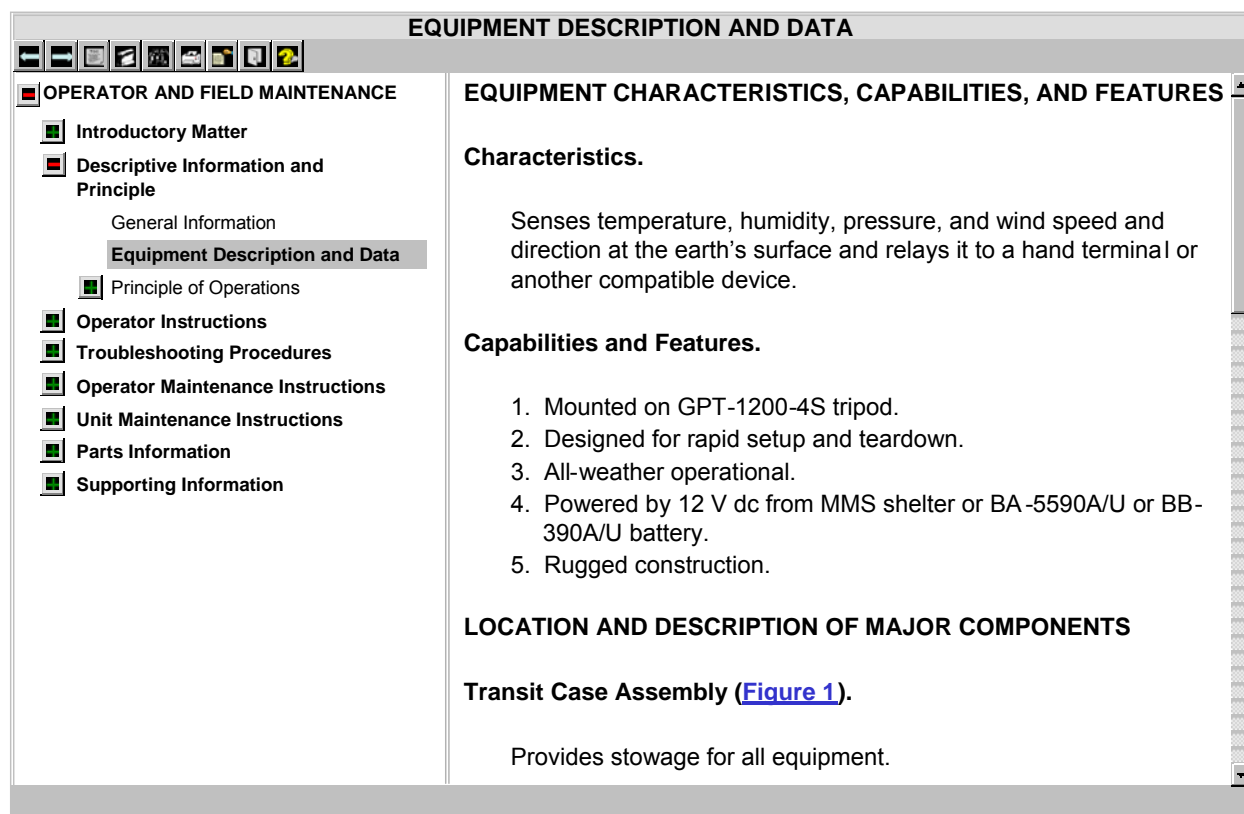 EQUIPMENT DESCRIPTION AND DATA
OPERATOR AND FIELD MAINTENANCE
Introductory Matter
Descriptive Information and
Principle
General Information
Equipment Description and Data
Principle of Operations
Operator Instructions
Troubleshooting Procedures
Operator Maintenance Instructions
Unit Maintenance Instructions
Parts Information
Supporting Information
EQUIPMENT CHARACTERISTICS, CAPABILITIES, AND FEATURES
Characteristics.
Senses temperature, humidity, pressure, and wind speed and
direction at the earth's surface and relays it to a hand terminal or
another compatible device.
Capabilities and Features.
1. Mounted on GPT-1200-4S tripod.
2. Designed for rapid setup and teardown.
3. All-weather operational.
4. Powered by 12 V dc from MMS shelter or BA-5590A/U or BB-
390A/U battery.
5. Rugged construction.
LOCATION AND DESCRIPTION OF MAJOR COMPONENTS
Transit Case Assembly (Figure 1).
Provides stowage for all equipment.